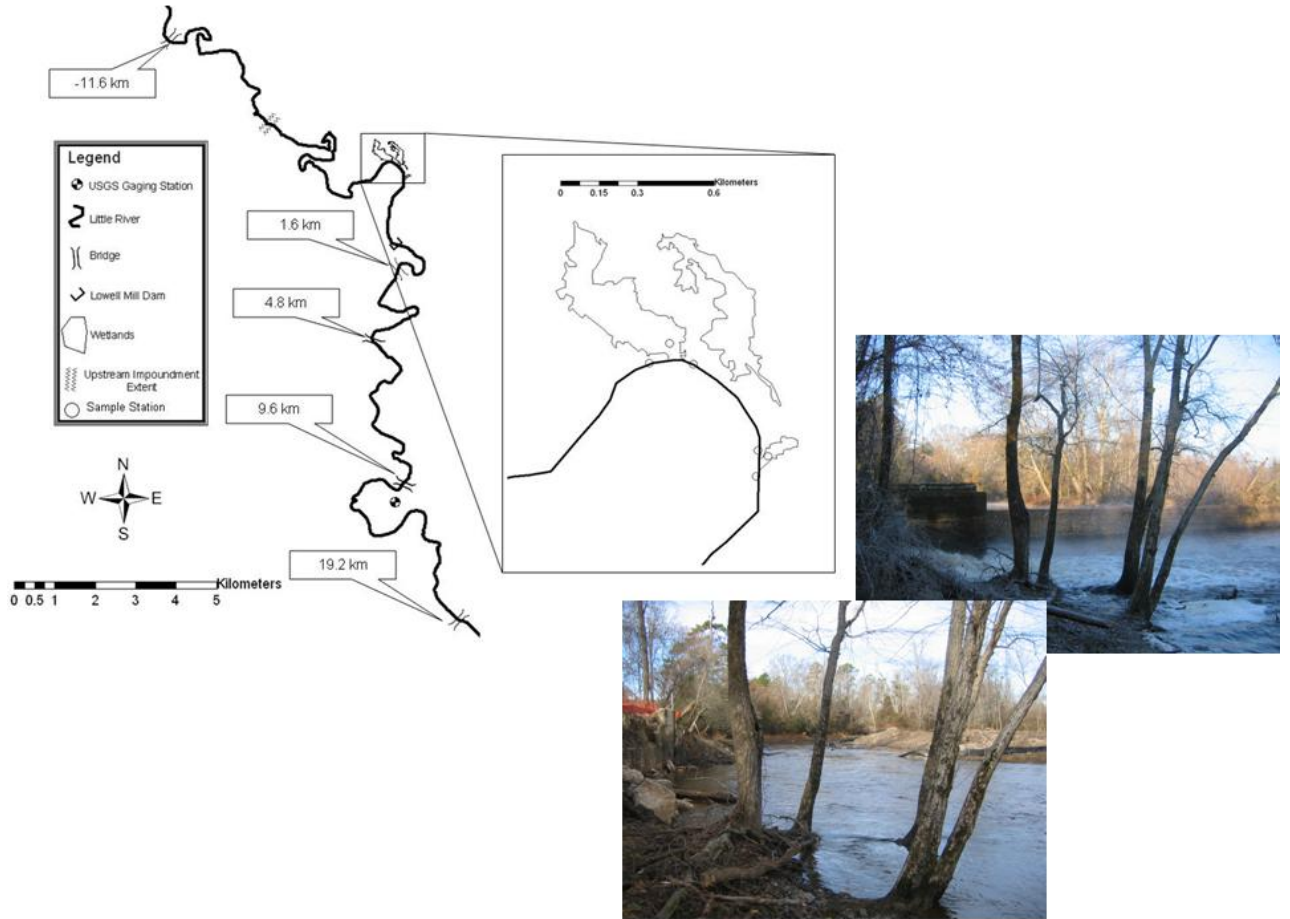 -11.6 km
Legend
USGS Gaging Station
Little River
Bridge
Lowell Mill Dam
Wetlands
Upstream Impoundment
Extent
Sample Station
1.6 km
4.8 km
9.6 km
19.2 km
N
W E
S
Kilometers
0 0.5 1 2 3 4 5
Kilometers
0 0.15 0.3 0.6